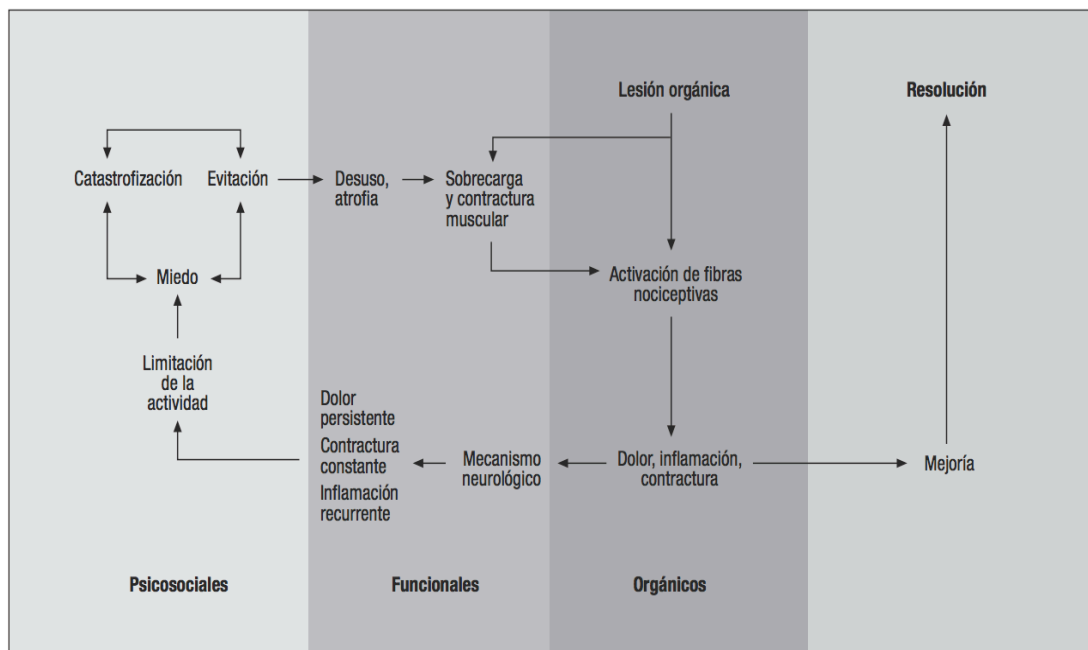 Lesión orgánica
Resolución
Catastrofización
Evitación
Desuso,
atrofia
Sobrecarga
y contractura
muscular
Miedo
Activación de fibras
nociceptivas
Limitación
de la
actividad
Dolor
persistente
Contractura
constante
Inflamación
recurrente
Mecanismo
neurológico
Dolor, inflamación,
contractura
Mejoría
Psicosociales
Funcionales
Orgánicos